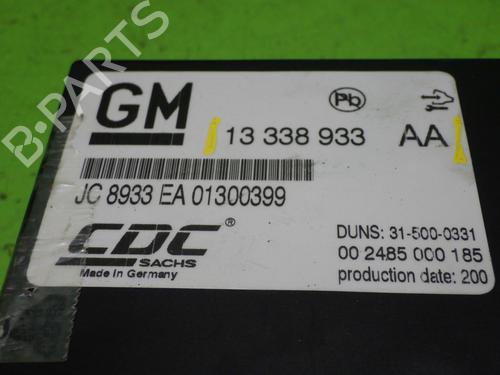 GM
Pb
13 338 933 AA
JC 8933 EA 01300399
CDC®
SACHS
Made in Germany
DUNS: 31-500-0331
00 2485 000 185
production date: 200
B-PARTS